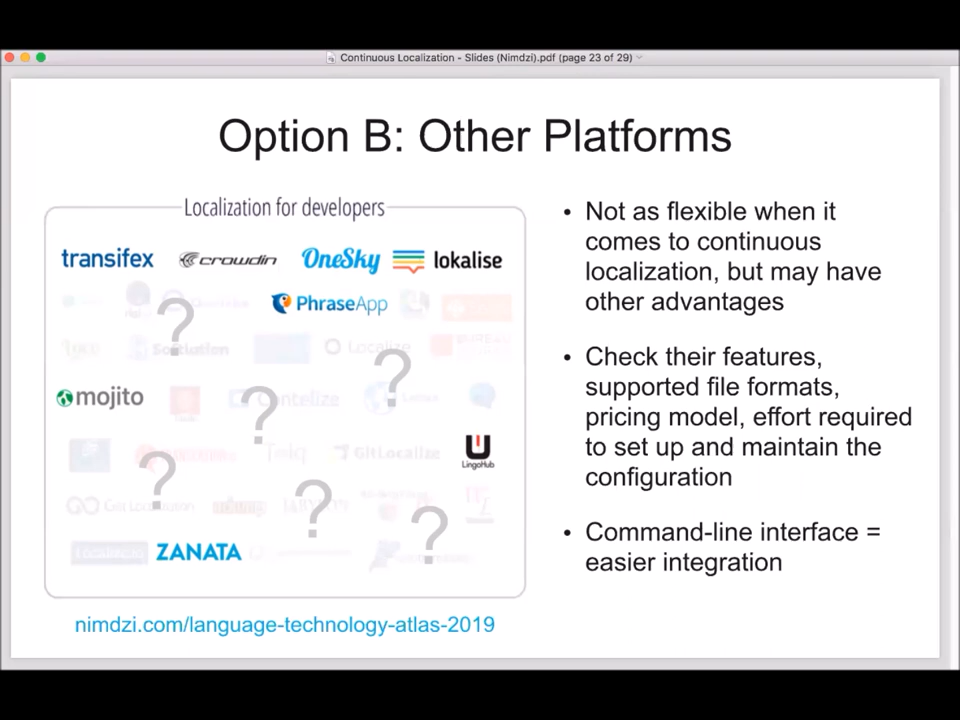 Continuous Localization - Slides (Nimdzi).pdf (page 23 of 29)
Option B: Other Platforms
Localization for developers
transifex crowdin OneSky lokalise
PhraseApp
? 
Localize
mojito
?
?
GitLocalize
LingoHub
?
?
?
ZANATA
nimdzi.com/language-technology-atlas-2019
• Not as flexible when it
comes to continuous
localization, but may have
other advantages
• Check their features,
supported file formats,
pricing model, effort required
to set up and maintain the
configuration
• Command-line interface =
easier integration